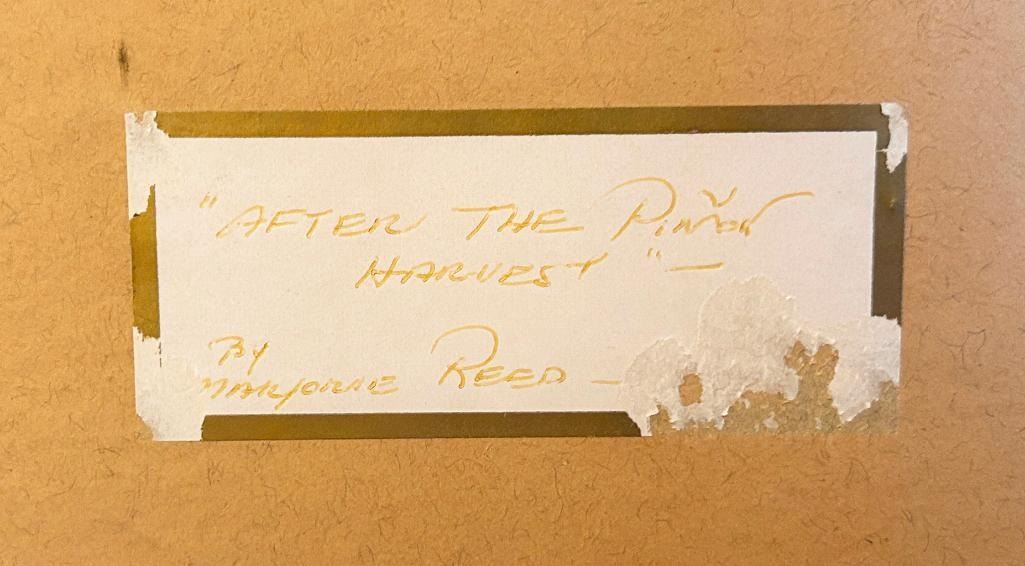 "AFTER THE PIÑON
HARVEST" —
By REED —
MARJORIE